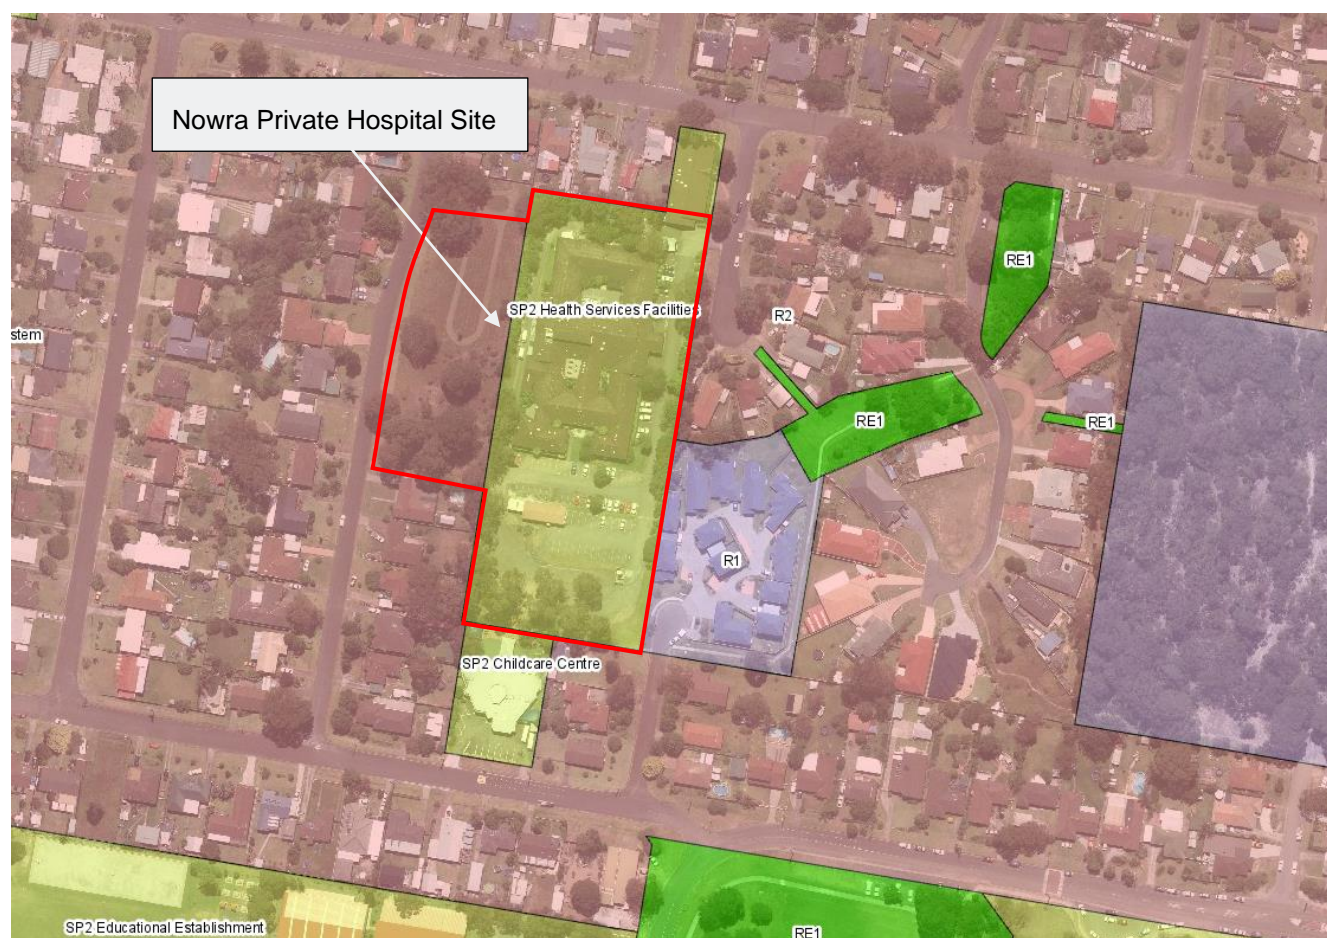 Nowra Private Hospital Site
RE1
SP2 Health Services Facilities
R2
stem
RE1
RE1
R1
SP2 Childcare Centre
SP2 Educational Establishment
RE1